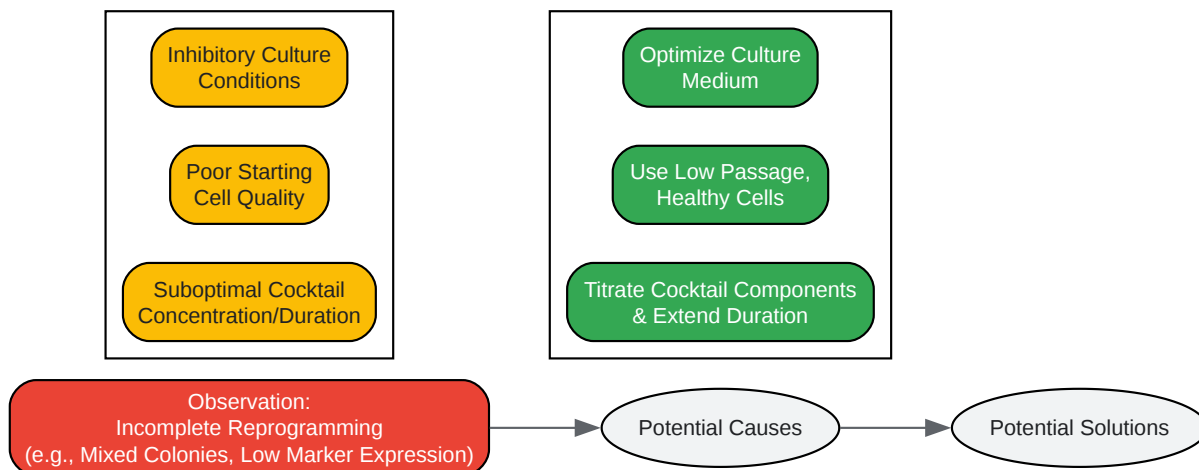 Inhibitory Culture
Conditions
Poor Starting
Cell Quality
Suboptimal Cocktail
Concentration/Duration
Optimize Culture
Medium
Use Low Passage,
Healthy Cells
Titrate Cocktail Components
& Extend Duration
Observation:
Incomplete Reprogramming
(e.g., Mixed Colonies, Low Marker Expression)
Potential Causes
Potential Solutions